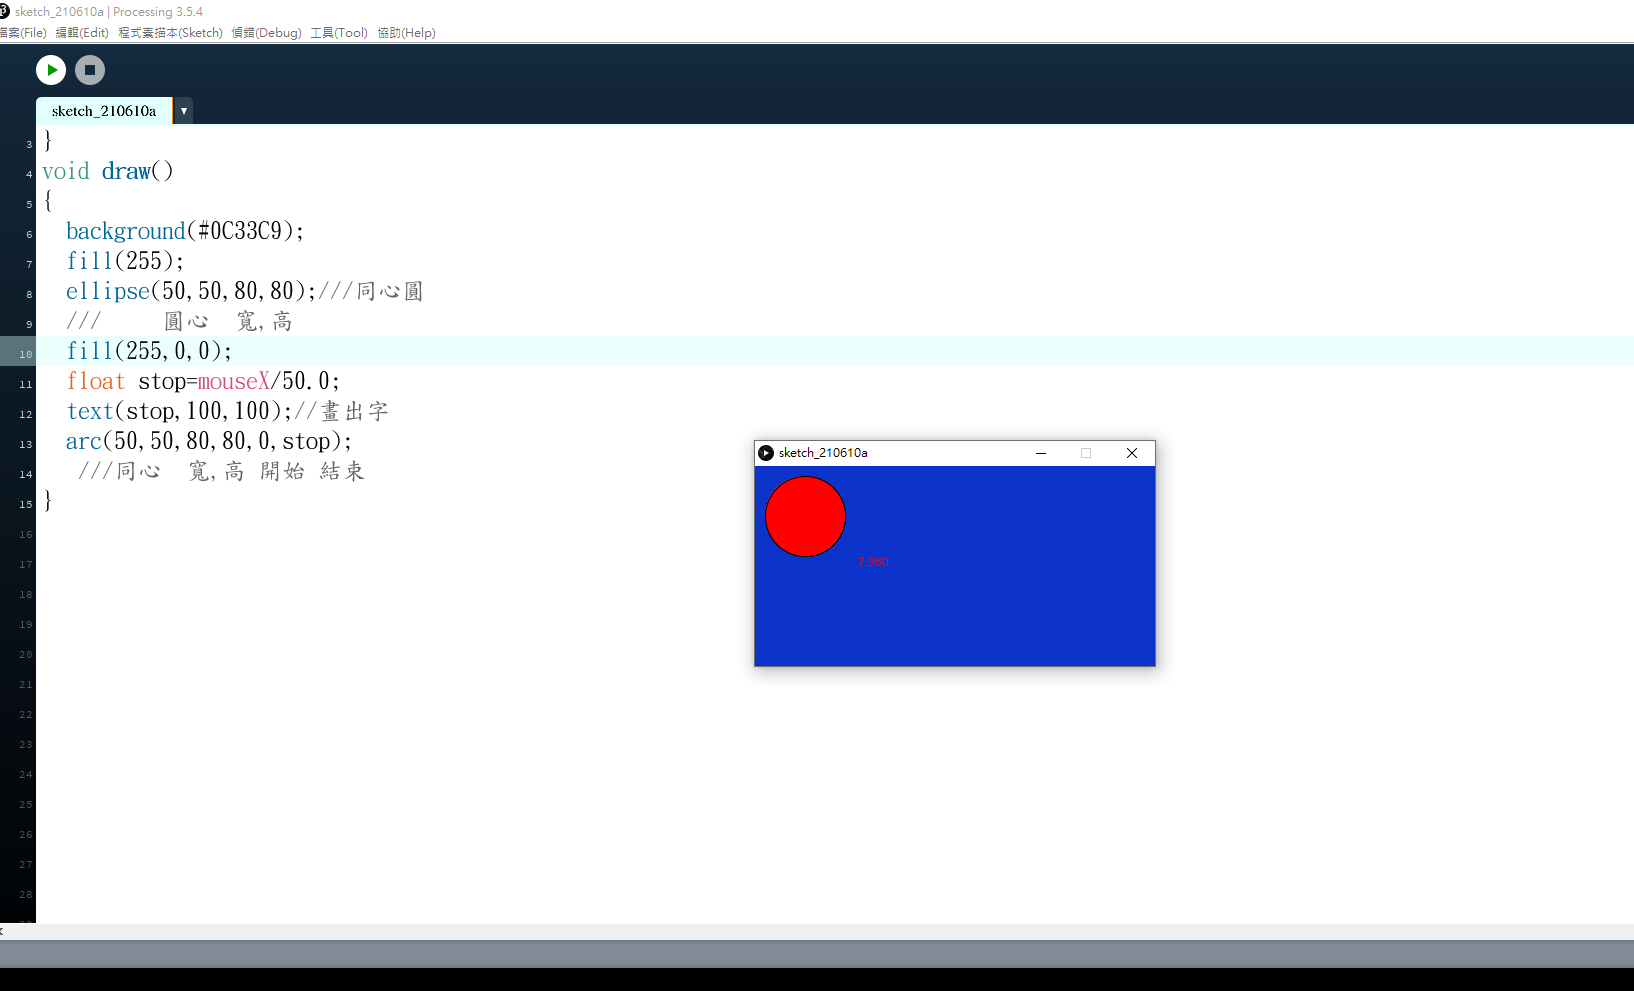 sketch_210610a | Processing 3.5.4
檔案(File) 編輯(Edit) 程式素描本(Sketch) 偵錯(Debug) 工具(Tool) 協助(Help)
sketch_210610a
3 }
4 void draw()
5 {
6 background(#0C33C9);
7 fill(255);
8 ellipse(50,50,80,80);///同心圓
9 /// 圓心 寬,高
10 fill(255,0,0);
11 float stop=mouseX/50.0;
12 text(stop,100,100);//畫出字
13 arc(50,50,80,80,0,stop);
14 ///同心 寬,高 開始 結束
15 }
16
17
18
19
20
21
22
23
24
25
26
27
28
sketch_210610a
7.960